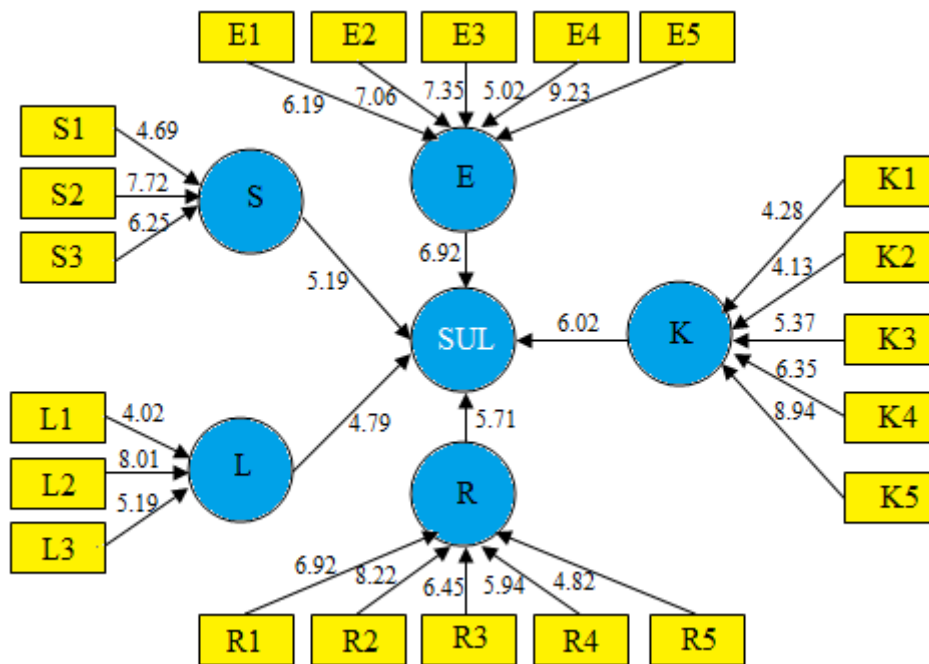 E1 E2 E3 E4 E5
6.19 7.06 7.35 5.02 9.23
S1
S2
S3
4.69
7.72
6.25
S
E
5.19
6.92
SUL
6.02
K
4.28
4.13
5.37
6.35
8.94
K1
K2
K3
K4
K5
L1
L2
L3
4.02
8.01
5.19
L
4.79
5.71
R
6.92 8.22 6.45 5.94 4.82
R1 R2 R3 R4 R5